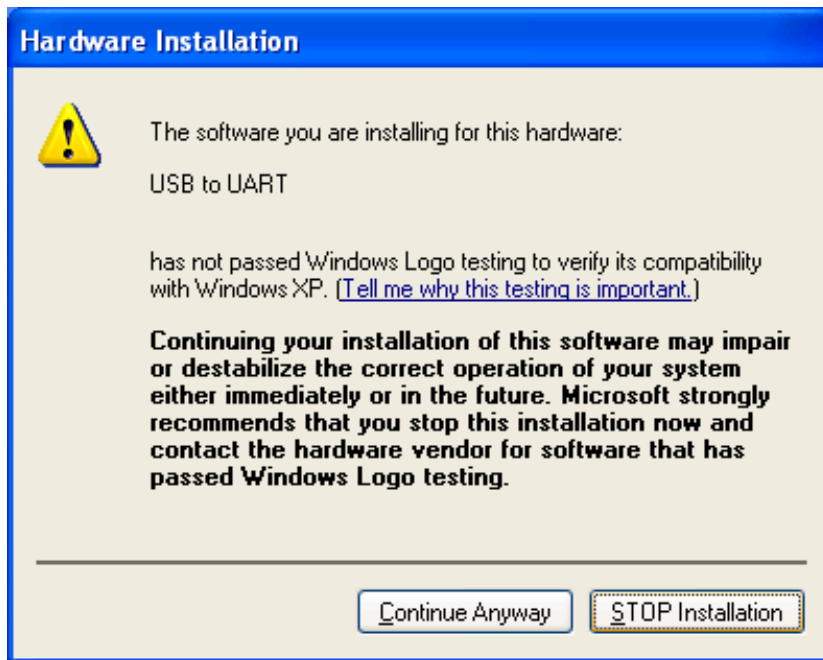 Hardware Installation
The software you are installing for this hardware:
USB to UART
has not passed Windows Logo testing to verify its compatibility
with Windows XP. (Tell me why this testing is important.)
Continuing your installation of this software may impair
or destabilize the correct operation of your system
either immediately or in the future. Microsoft strongly
recommends that you stop this installation now and
contact the hardware vendor for software that has
passed Windows Logo testing.
Continue Anyway
STOP Installation